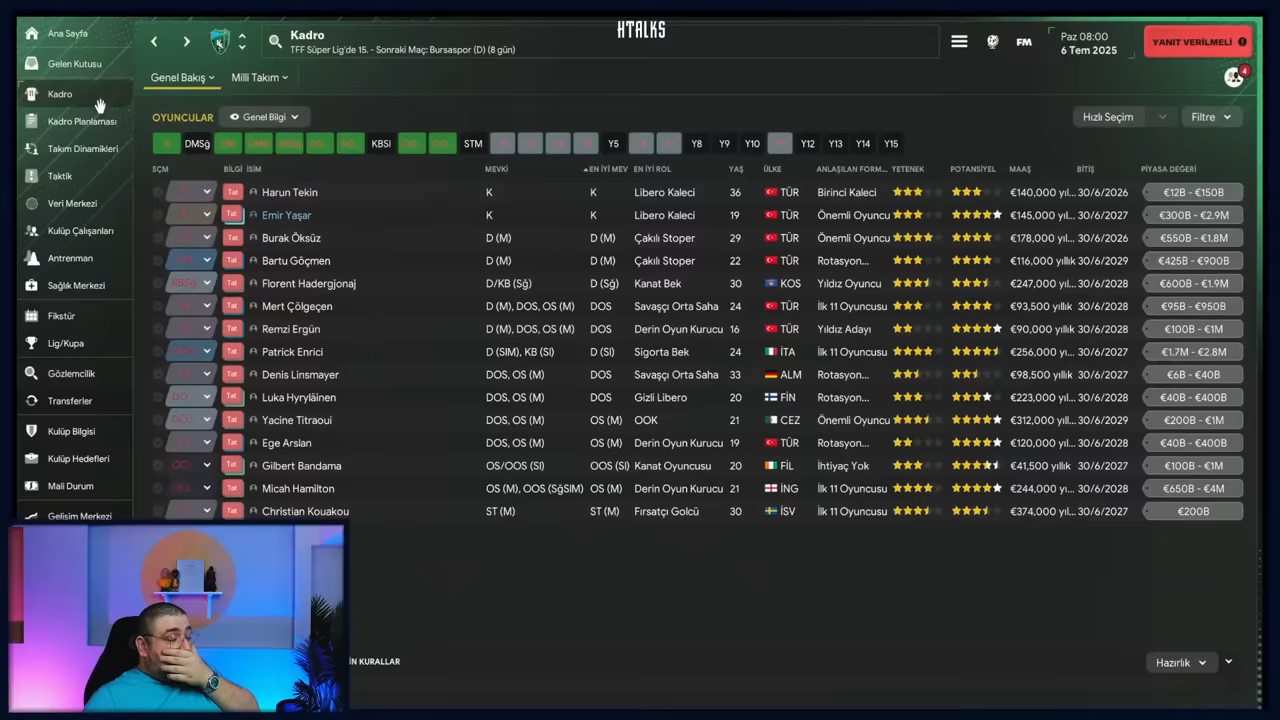 HTALKS
Ana Sayfa
Gelen Kutusu
Kadro
Kadro Planlaması
Takım Dinamikleri
Taktik
Veri Merkezi
Kulüp Çalışanları
Antrenman
Sağlık Merkezi
Fikstür
Lig/Kupa
Gözlemcilik
Transferler
Kulüp Bilgisi
Kulüp Hedefleri
Mali Durum
Gelişim Merkezi
Kadro
TFF Süper Lig'de 15. - Sonraki Maç: Bursaspor (D) (8 gün)
FM
Paz 08:00
6 Tem 2025
YANIT VERİLMELİ
4
Genel Bakış Milli Takım
OYUNCULAR Genel Bilgi Hızlı Seçim Filtre
DMSğ KBSI STM Y5 Y8 Y9 Y10 Y12 Y13 Y14 Y15
SÇM BİLGİ İSİM MEVKİ EN İYİ MEV EN İYİ ROL YAŞ ÜLKE ANLAŞILAN FORM... YETENEK POTANSİYEL MAAŞ BİTİŞ PİYASA DEĞERİ
Tat Harun Tekin K K Libero Kaleci 36 TÜR Birinci Kaleci €140,000 yıl... 30/6/2026 €12B - €150B
Tat Emir Yaşar K K Libero Kaleci 19 TÜR Önemli Oyuncu €145,000 yıl... 30/6/2027 €300B - €2.9M
Tat Burak Öksüz D (M) D (M) Çakılı Stoper 29 TÜR Önemli Oyuncu €178,000 yıl... 30/6/2028 €550B - €1.8M
Tat Bartu Göçmen D (M) D (M) Çakılı Stoper 22 TÜR Rotasyon... €116,000 yıl... 30/6/2029 €425B - €900B
Tat Florent Hadergjonaj D/KB (Sğ) D (Sğ) Kanat Bek 30 KOS Yıldız Oyuncu €247,000 yıl... 30/6/2028 €600B - €1.9M
Tat Mert Çölgeçen D (M), DOS, OS (M) DOS Savaşçı Orta Saha 24 TÜR İlk 11 Oyuncusu €93,500 yıllık 30/6/2027 €95B - €950B
Tat Remzi Ergün D (M), DOS, OS (M) DOS Derin Oyun Kurucu 16 TÜR Yıldız Adayı €90,000 yıllık 30/6/2028 €100B - €1M
Tat Patrick Enrici D (SIM), KB (SI) D (SI) Sigorta Bek 24 İTA İlk 11 Oyuncusu €256,000 yıl... 30/6/2027 €1.7M - €2.8M
Tat Denis Linsmayer DOS, OS (M) DOS Savaşçı Orta Saha 33 ALM Rotasyon... €98,500 yıllık 30/6/2027 €6B - €40B
Tat Luka Hyryläinen DOS, OS (M) DOS Gizli Libero 20 FİN Rotasyon... €223,000 yıl... 30/6/2028 €40B - €400B
Tat Yacine Titraoui DOS, OS (M) OS (M) OOK 21 CEZ Önemli Oyuncu €312,000 yıl... 30/6/2029 €200B - €1M
Tat Ege Arslan DOS, OS (M) OS (M) Derin Oyun Kurucu 19 TÜR Rotasyon... €120,000 yıl... 30/6/2028 €40B - €400B
Tat Gilbert Bandama OS/OOS (SI) OOS (SI) Kanat Oyuncusu 20 FİL İhtiyaç Yok €41,500 yıllık 30/6/2027 €100B - €1M
Tat Micah Hamilton OS (M), OOS (SğSIM) OS (M) Derin Oyun Kurucu 21 İNG İlk 11 Oyuncusu €244,000 yıl... 30/6/2028 €650B - €4M
Tat Christian Kouakou ST (M) ST (M) Fırsatçı Golcü 30 İSV İlk 11 Oyuncusu €374,000 yıl... 30/6/2027 €200B
KURALLAR
Hazırlık